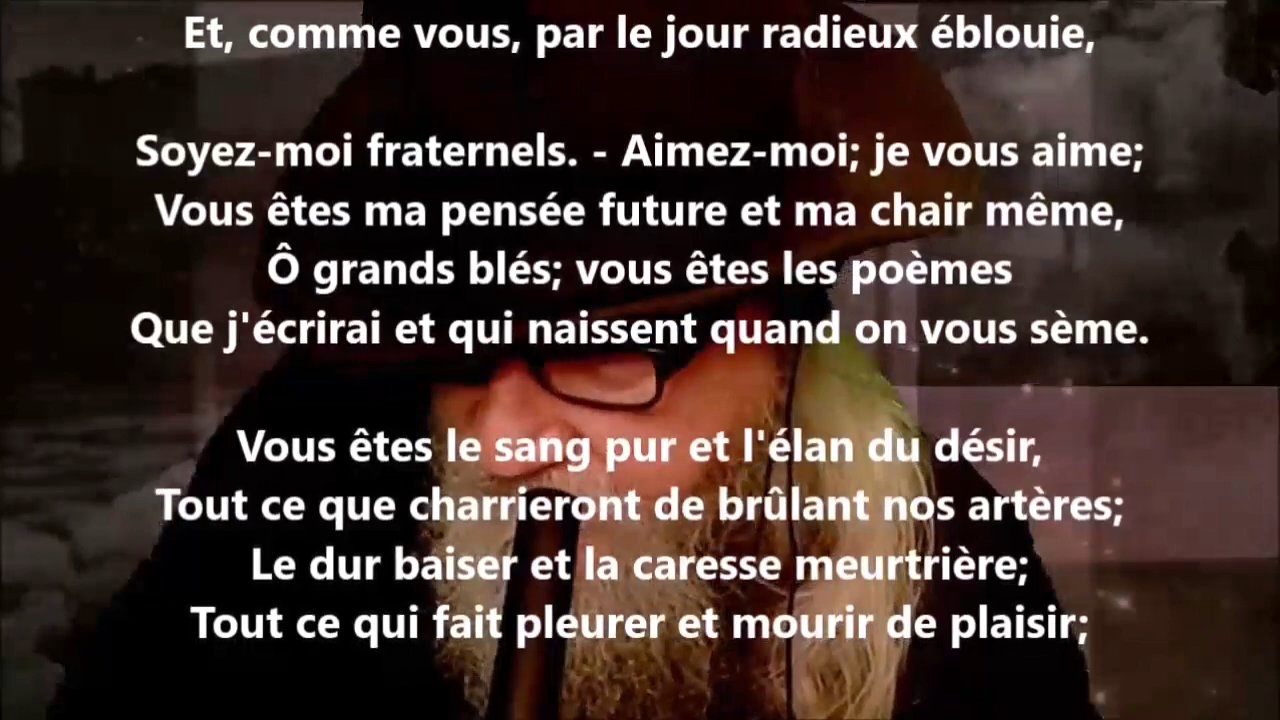 Et, comme vous, par le jour radieux éblouie,
Soyez-moi fraternels. - Aimez-moi; je vous aime;
Vous êtes ma pensée future et ma chair même,
Ô grands blés; vous êtes les poèmes
Que j'écrirai et qui naissent quand on vous sème.
Vous êtes le sang pur et l'élan du désir,
Tout ce que charrieront de brûlant nos artères;
Le dur baiser et la caresse meurtrière;
Tout ce qui fait pleurer et mourir de plaisir;